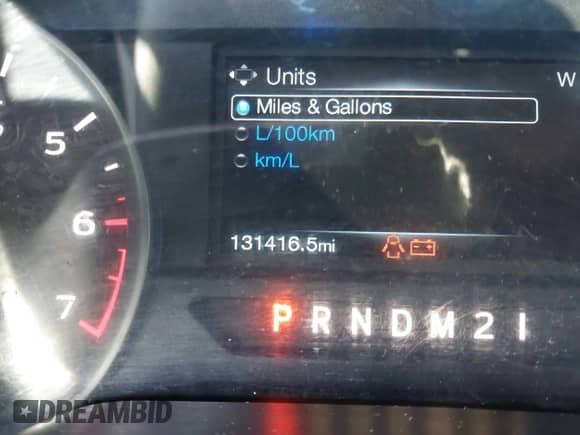 Units
W
Miles & Gallons
L/100km
km/L
5
6
7
131416.5mi
P R N D M 2 1
DREAMBID